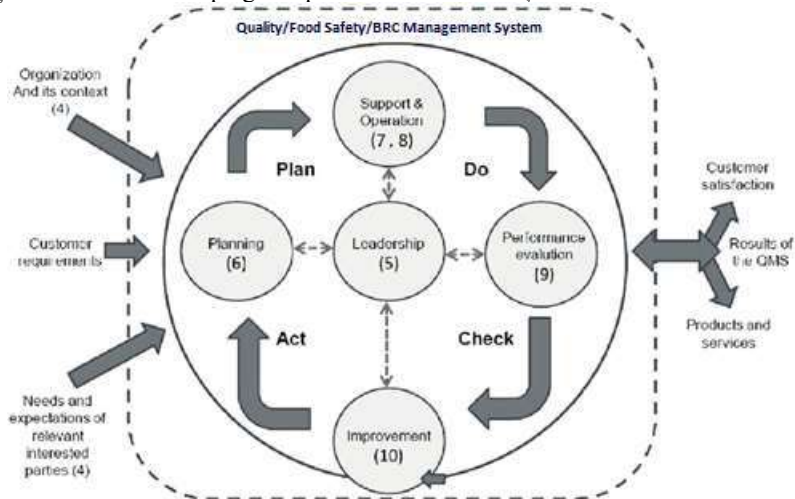 Quality/Food Safety/BRC Management System
Organization
And its context
(4)
Support &
Operation
(7 , 8)
Plan
Do
Customer
satisfaction
Customer
requirements
Planning
(6)
Leadership
(5)
Performance
evalution
(9)
Results of
the QMS
Act
Check
Products and
services
Needs and
expectations of
relevant
interested
parties (4)
Improvement
(10)